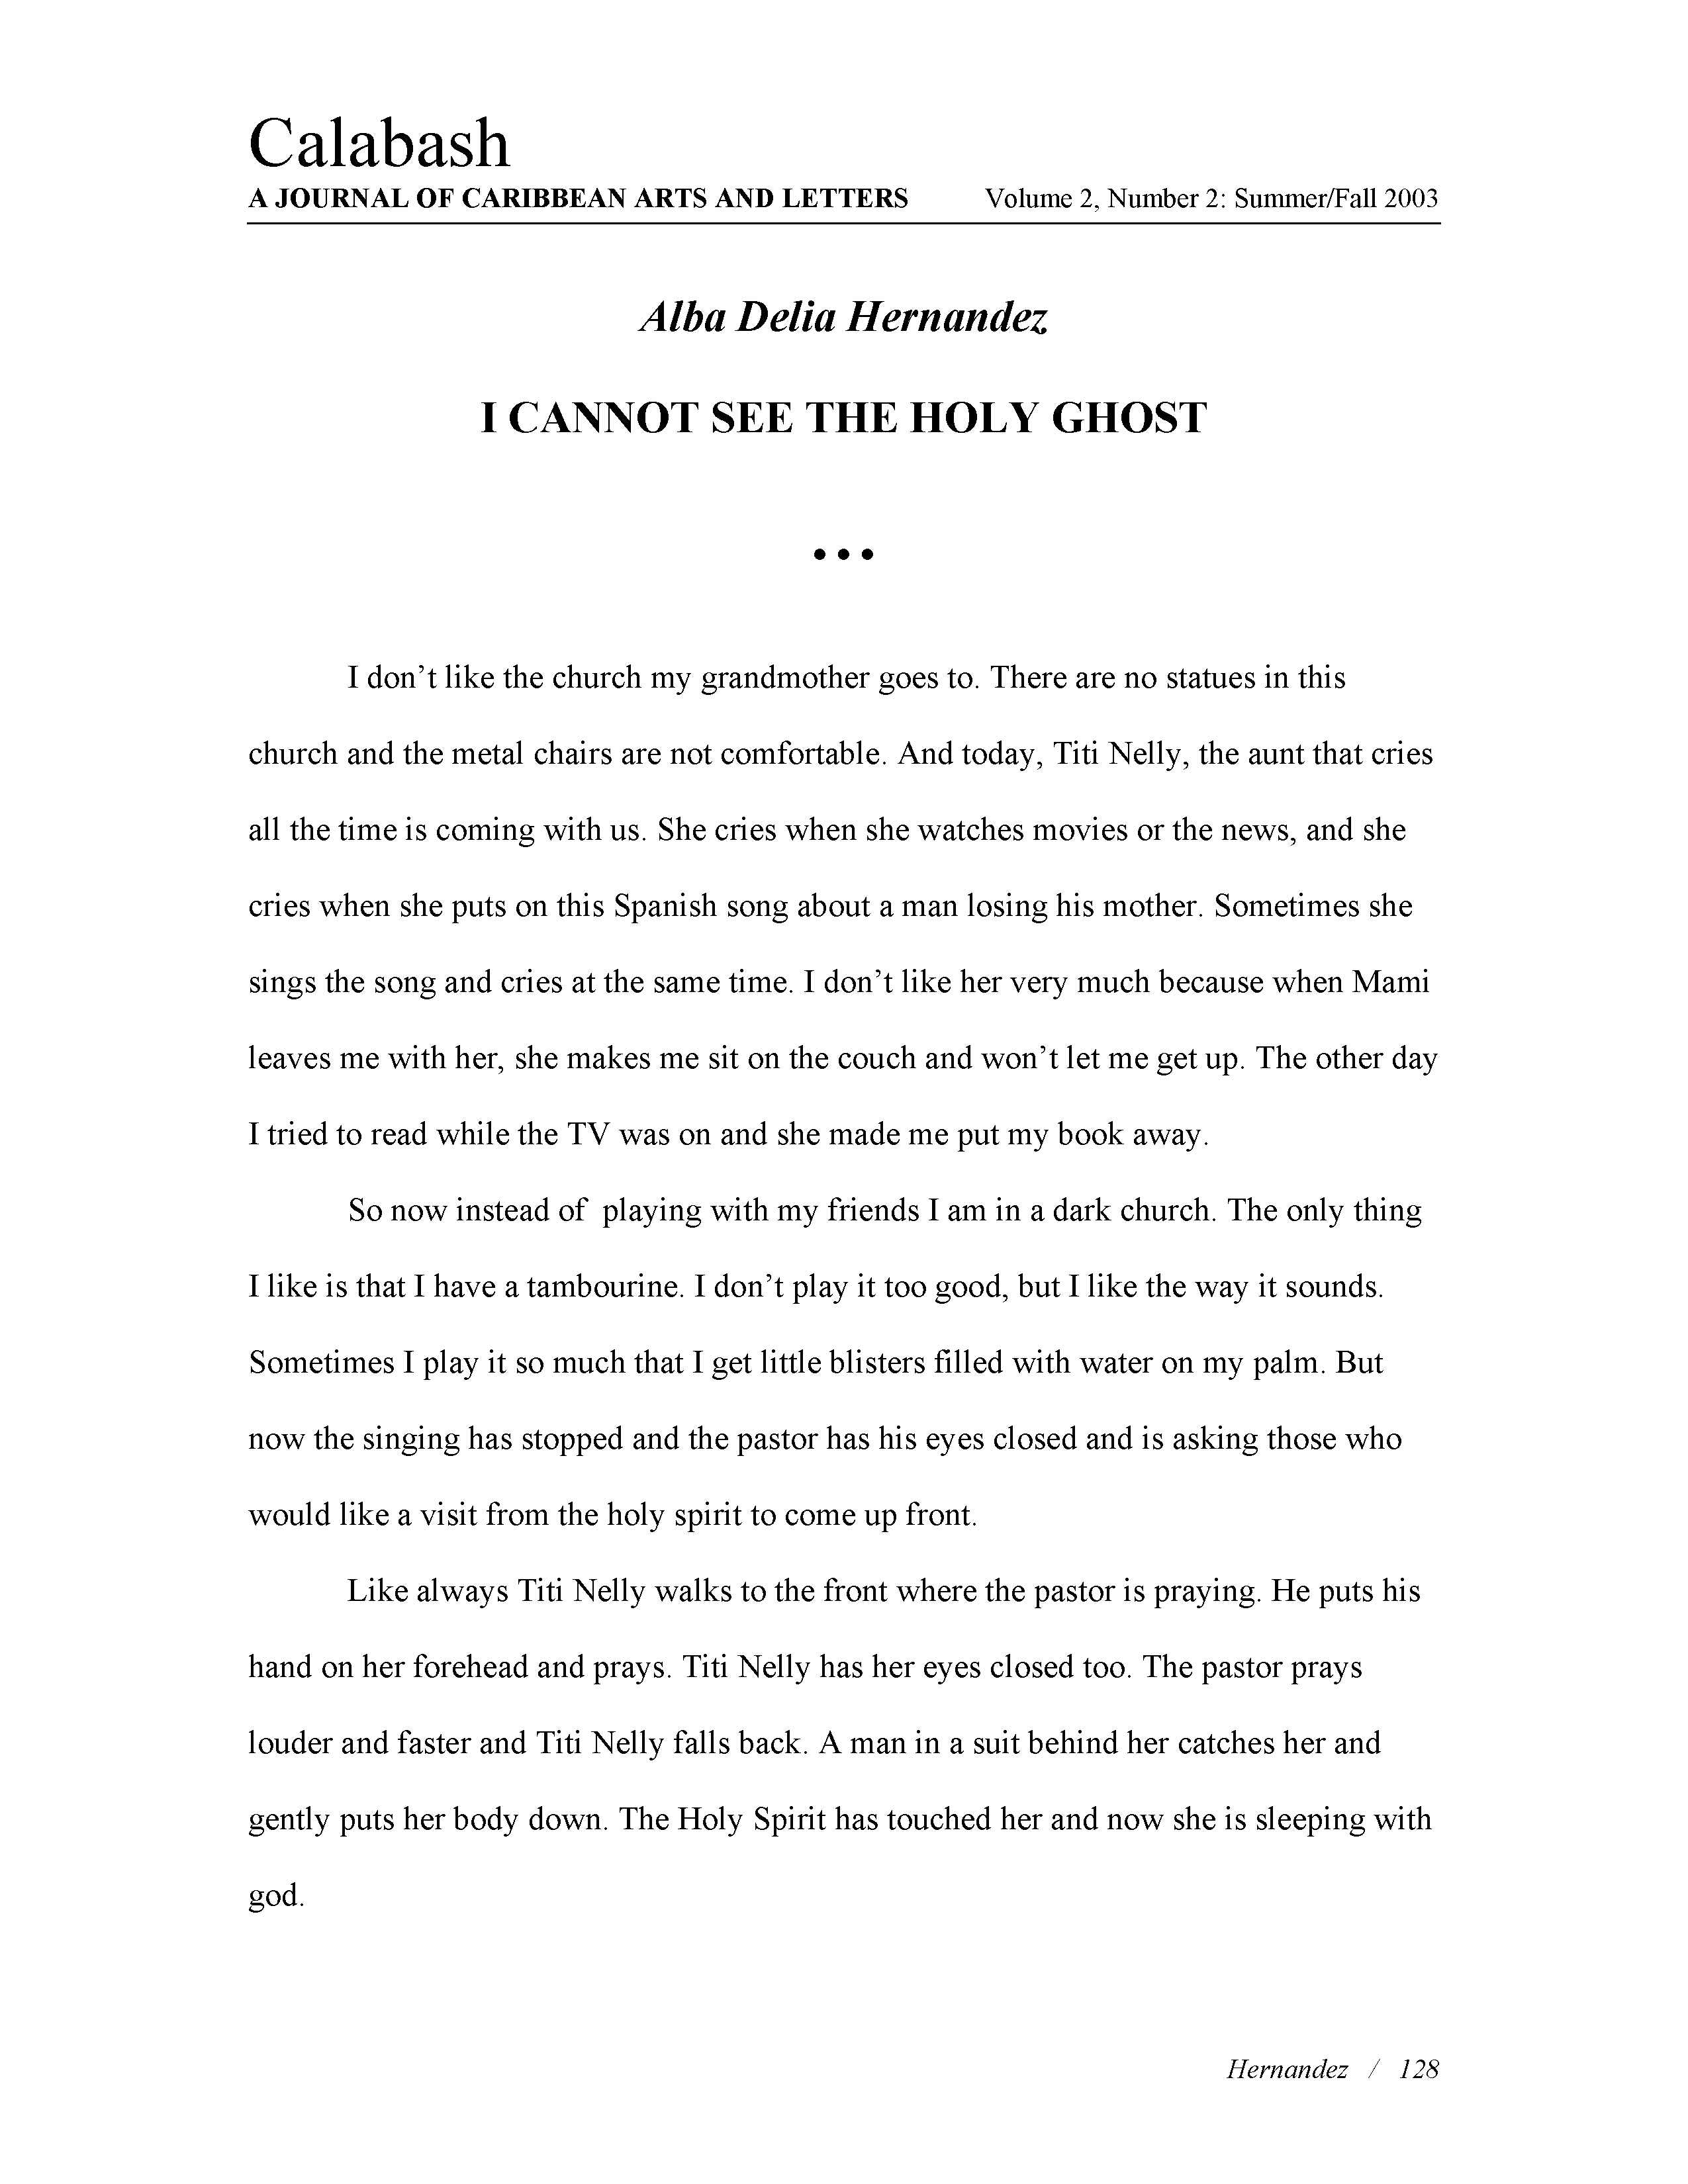 Calabash
A JOURNAL OF CARIBBEAN ARTS AND LETTERS Volume 2, Number 2: Summer/Fall 2003
Alba Delia Hernandez
I CANNOT SEE THE HOLY GHOST
• • •
I don’t like the church my grandmother goes to. There are no statues in this
church and the metal chairs are not comfortable. And today, Titi Nelly, the aunt that cries
all the time is coming with us. She cries when she watches movies or the news, and she
cries when she puts on this Spanish song about a man losing his mother. Sometimes she
sings the song and cries at the same time. I don’t like her very much because when Mami
leaves me with her, she makes me sit on the couch and won’t let me get up. The other day
I tried to read while the TV was on and she made me put my book away.
So now instead of  playing with my friends I am in a dark church. The only thing
I like is that I have a tambourine. I don’t play it too good, but I like the way it sounds.
Sometimes I play it so much that I get little blisters filled with water on my palm. But
now the singing has stopped and the pastor has his eyes closed and is asking those who
would like a visit from the holy spirit to come up front.
Like always Titi Nelly walks to the front where the pastor is praying. He puts his
hand on her forehead and prays. Titi Nelly has her eyes closed too. The pastor prays
louder and faster and Titi Nelly falls back. A man in a suit behind her catches her and
gently puts her body down. The Holy Spirit has touched her and now she is sleeping with
god.
Hernandez / 128